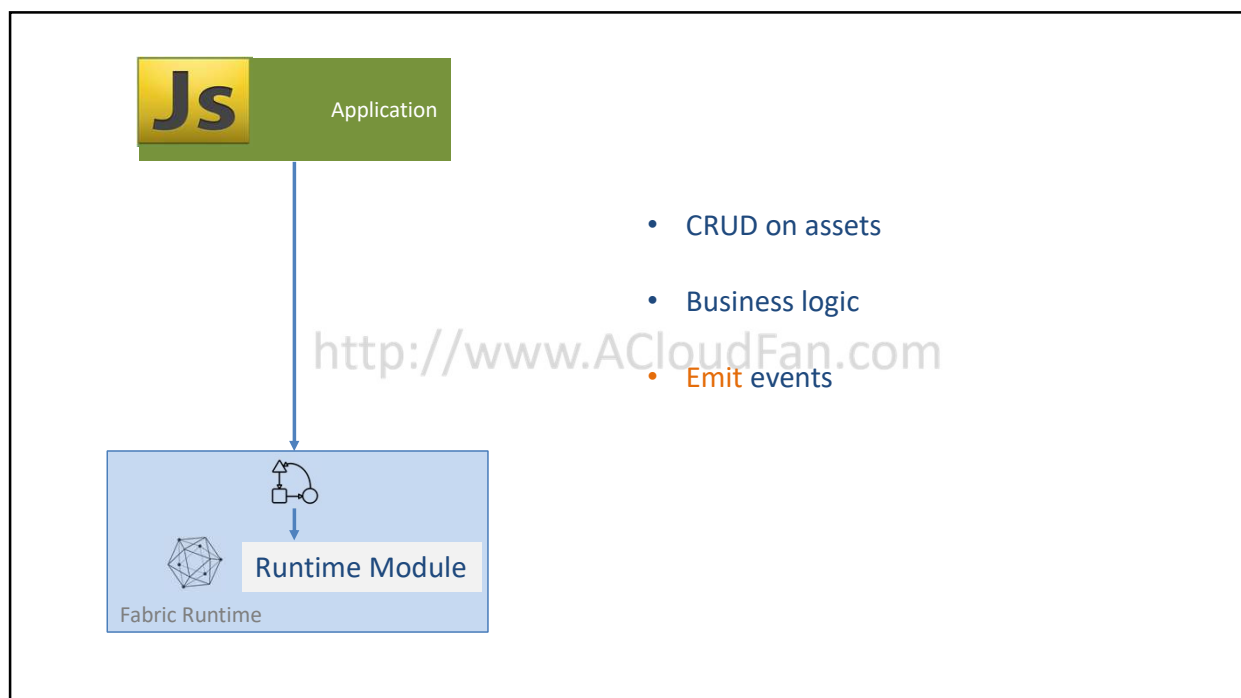 Js
Application
• CRUD on assets
• Business logic
http://www.ACloudFan.com
• Emit events
Runtime Module
Fabric Runtime